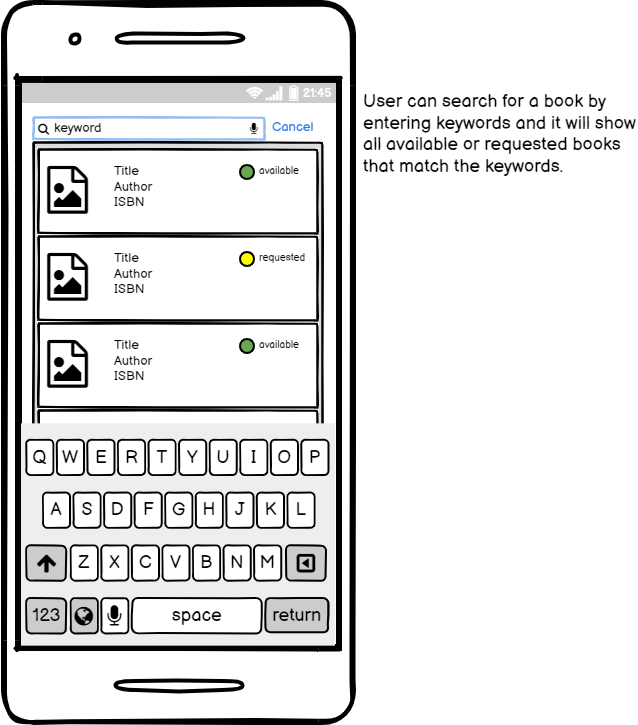 21:45
keyword
Cancel
User can search for a book by
entering keywords and it will show
all available or requested books
that match the keywords.
Title
available
Author
ISBN
Title
requested
Author
ISBN
Title
available
Author
ISBN
Q W E R T Y U I O P
A S D F G H J K L
Z X C V B N M
123 space return